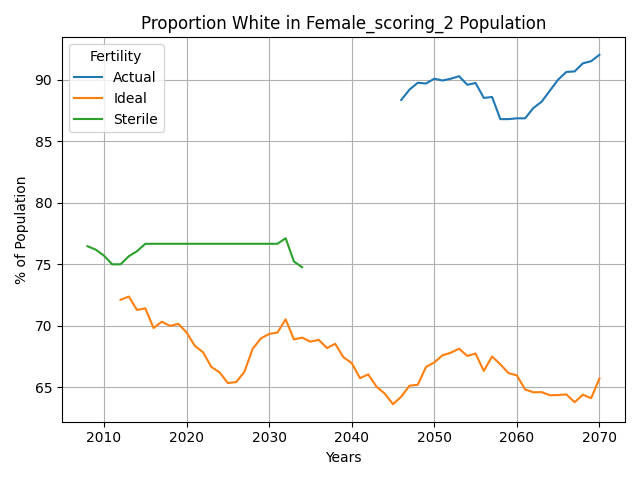 Proportion White in Female_scoring_2 Population
Fertility
Actual
Ideal
Sterile
90
85
80
75
70
65
% of Population
2010 2020 2030 2040 2050 2060 2070
Years